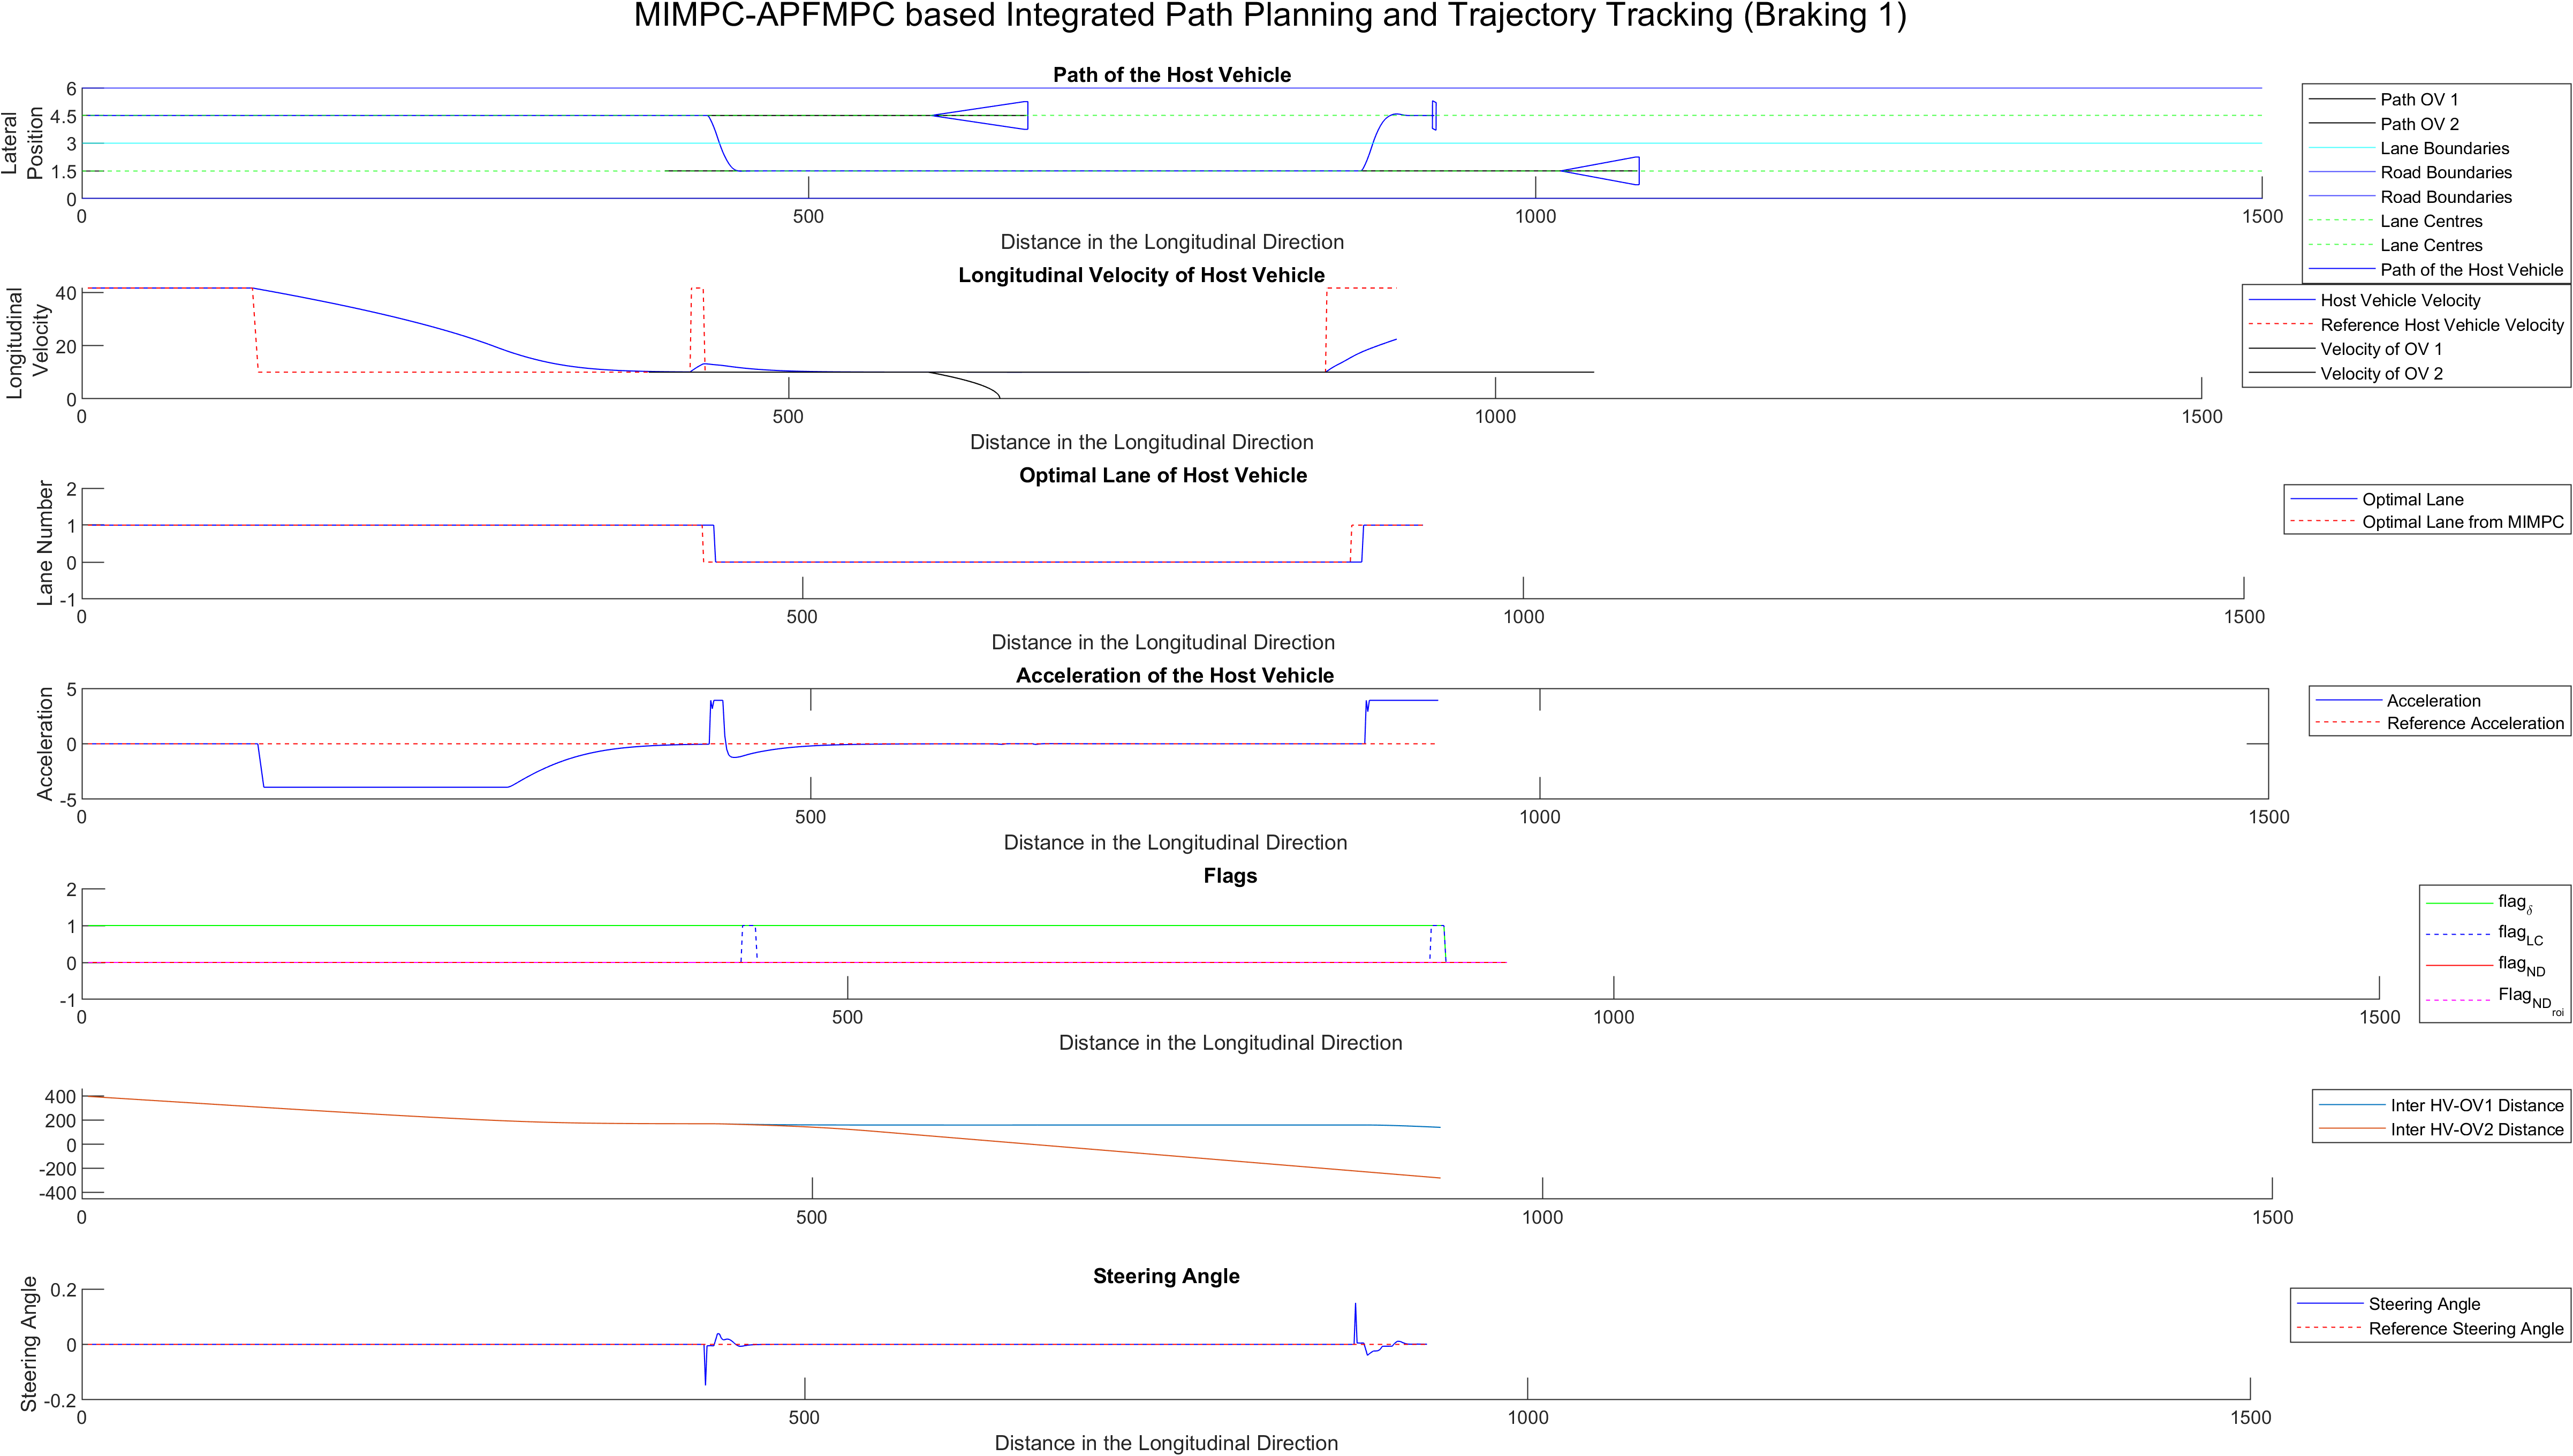 MIMPC-APFMPC based Integrated Path Planning and Trajectory Tracking (Braking 1)
Path of the Host Vehicle
Lateral
Position
6
4.5
3
1.5
0
0 500 1000 1500
Distance in the Longitudinal Direction
Path OV 1
Path OV 2
Lane Boundaries
Road Boundaries
Road Boundaries
Lane Centres
Lane Centres
Path of the Host Vehicle
Longitudinal Velocity of Host Vehicle
Longitudinal
Velocity
40
20
0
0 500 1000 1500
Distance in the Longitudinal Direction
Host Vehicle Velocity
Reference Host Vehicle Velocity
Velocity of OV 1
Velocity of OV 2
Optimal Lane of Host Vehicle
Lane Number
2
1
0
-1
0 500 1000 1500
Distance in the Longitudinal Direction
Optimal Lane
Optimal Lane from MIMPC
Acceleration of the Host Vehicle
Acceleration
5
0
-5
0 500 1000 1500
Distance in the Longitudinal Direction
Acceleration
Reference Acceleration
Flags
2
1
0
-1
0 500 1000 1500
Distance in the Longitudinal Direction
flagδ
flagLC
flagND
FlagNDroi
400
200
0
-200
-400
0 500 1000 1500
Inter HV-OV1 Distance
Inter HV-OV2 Distance
Steering Angle
Steering Angle
0.2
0
-0.2
0 500 1000 1500
Distance in the Longitudinal Direction
Steering Angle
Reference Steering Angle